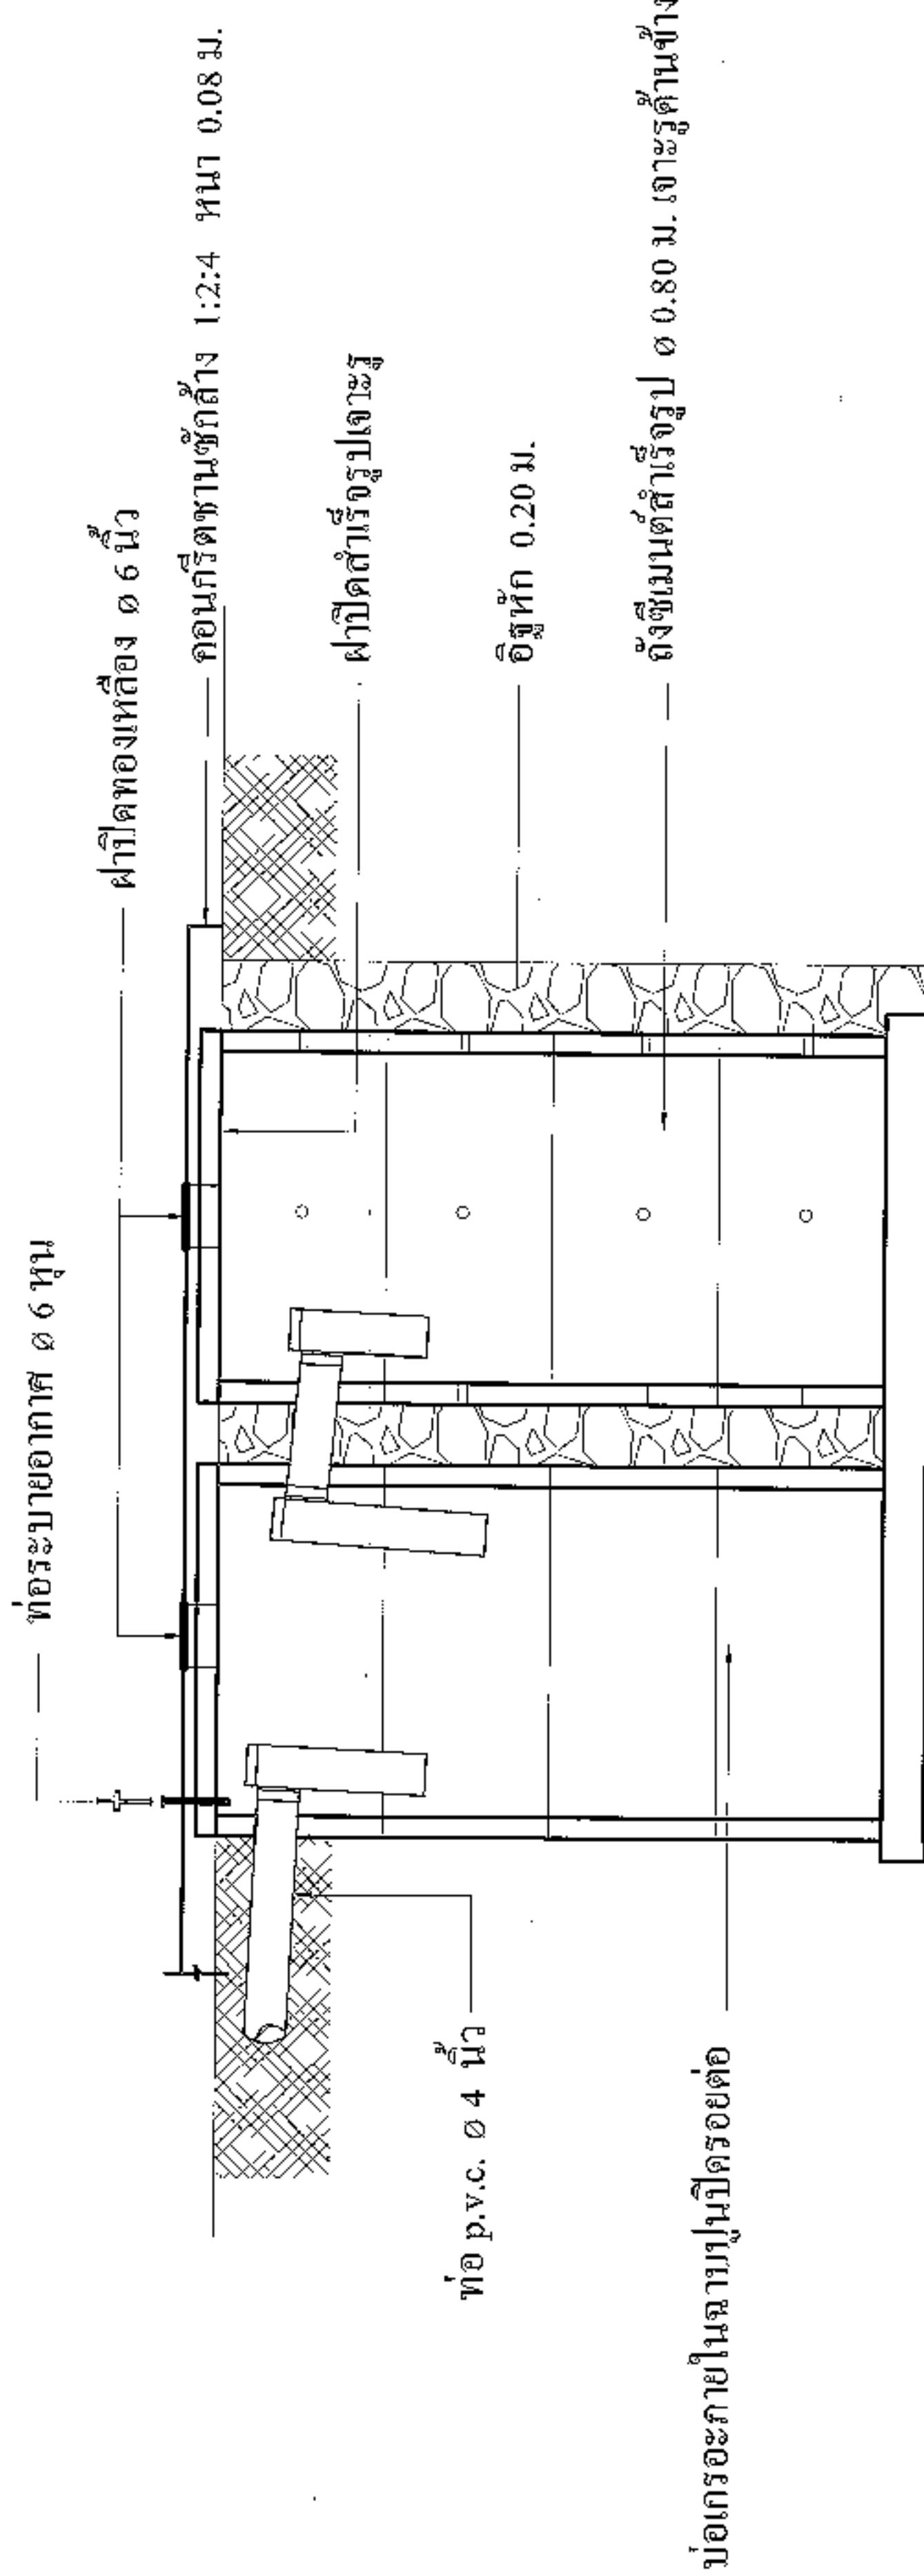 ท่อระบายอากาศ ø 6 หุน
ฝาปิดทองเหลือง ø 6 นิ้ว
คอนกรีตชานซักล้าง 1:2:4 หนา 0.08 ม.
ฝาปิดสำเร็จรูปเจาะรู
อิฐหัก 0.20 ม.
ถังซีเมนต์สำเร็จรูป ø 0.80 ม. เจาะรูด้านข้าง
ท่อ p.v.c. ø 4 นิ้ว
บ่อเกรอะภายในฉาบปูนปิดรอยต่อ